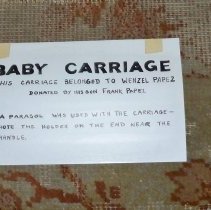 BABY CARRIAGE
THIS CARRIAGE BELONGED TO WENZEL PAPEZ
DONATED BY HIS SON FRANK PAPEZ
A PARASOL WAS USED WITH THE CARRIAGE –
NOTE THE HOLDER ON THE END NEAR THE
HANDLE.